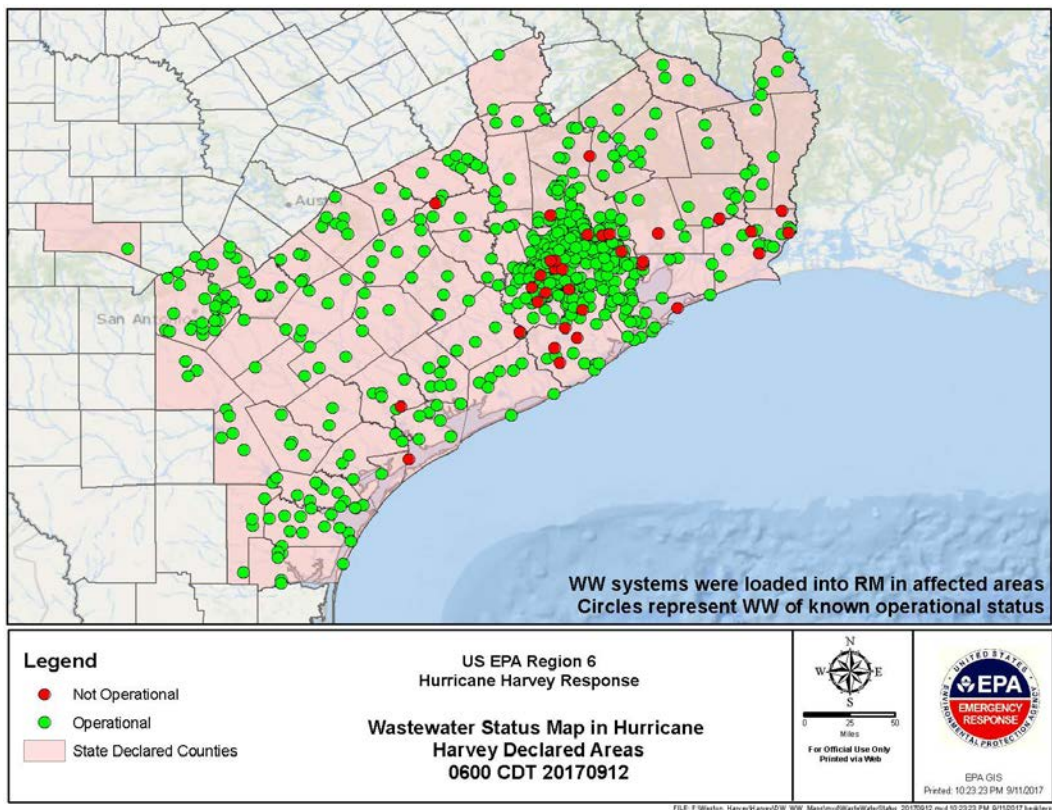 Austin
San Antonio
WW systems were loaded into RM in affected areas
Circles represent WW of known operational status
Legend
Not Operational
Operational
State Declared Counties
US EPA Region 6
Hurricane Harvey Response
Wastewater Status Map in Hurricane
Harvey Declared Areas
0600 CDT 20170912
N
W E
S
0 25 50
Miles
For Official Use Only
Printed via Web
UNITED STATES
EPA
EMERGENCY
RESPONSE
ENVIRONMENTAL PROTECTION AGENCY
EPA GIS
Printed: 10:23:23 PM 9/11/2017